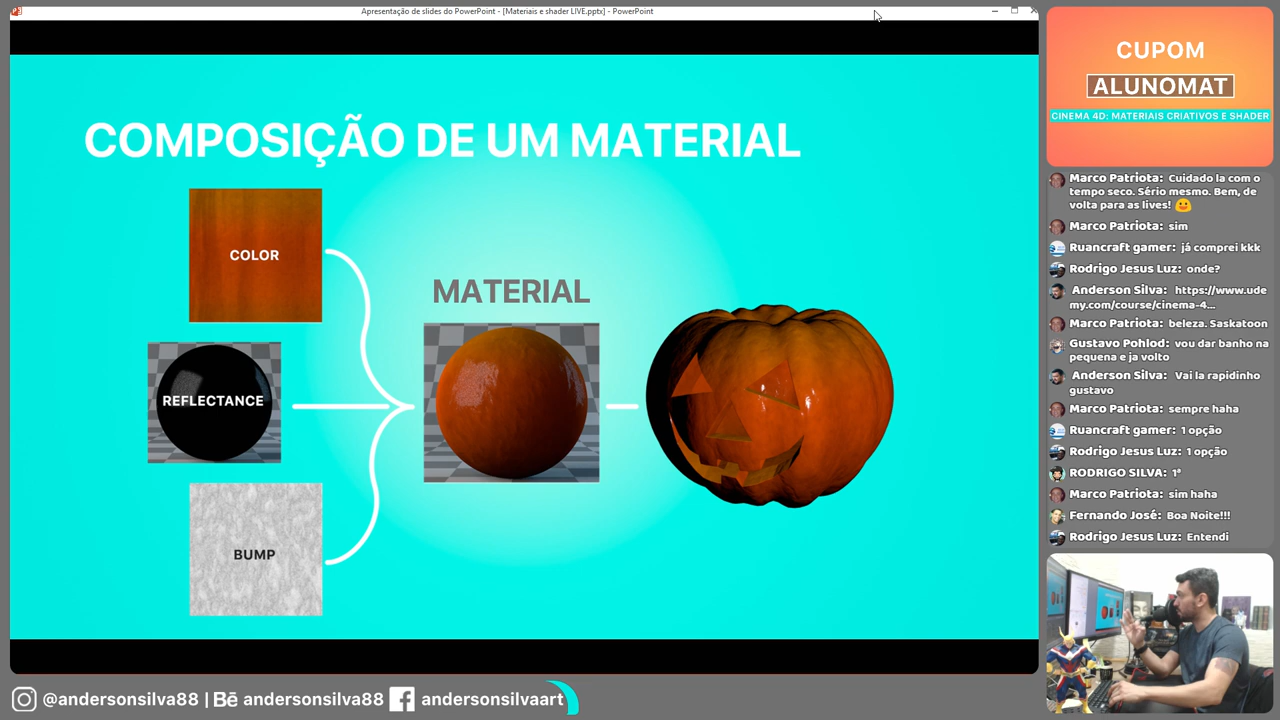 Apresentação de slides do PowerPoint - [Materiais e shader LIVE.pptx] - PowerPoint
COMPOSIÇÃO DE UM MATERIAL
COLOR
MATERIAL
REFLECTANCE
BUMP
CUPOM
ALUNOMAT
CINEMA 4D: MATERIAIS CRIATIVOS E SHADER
Marco Patriota: Cuidado la com o
tempo seco. Sério mesmo. Bem, de
volta para as lives!
Marco Patriota: sim
Ruancraft gamer: já comprei kkk
Rodrigo Jesus Luz: onde?
Anderson Silva: https://www.ude
my.com/course/cinema-4...
Marco Patriota: beleza. Saskatoon
Gustavo Pohlod: vou dar banho na
pequena e ja volto
Anderson Silva: Vai la rapidinho
gustavo
Marco Patriota: sempre haha
Ruancraft gamer: 1 opção
Rodrigo Jesus Luz: 1 opção
RODRIGO SILVA: 1ª
Marco Patriota: sim haha
Fernando José: Boa Noite!!!
Rodrigo Jesus Luz: Entendi
@andersonsilva88 | Bē andersonsilva88 f andersonsilvaart